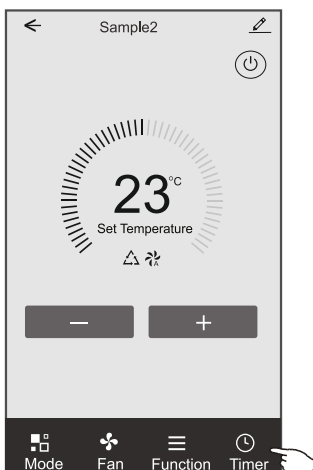 Sample2
23°C
Set Temperature
A
Mode Fan Function Timer